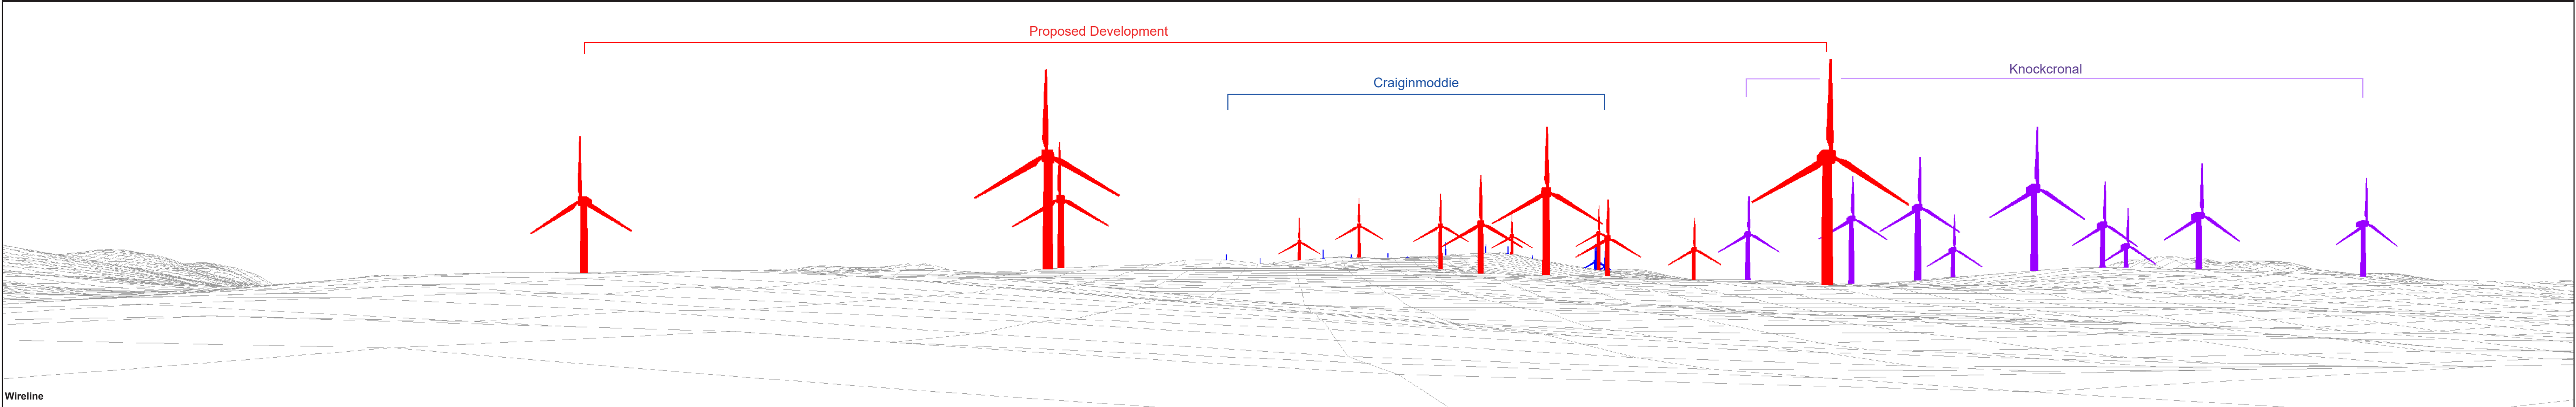 Proposed Development
Knockcronal
Craiginmoddie
Wireline